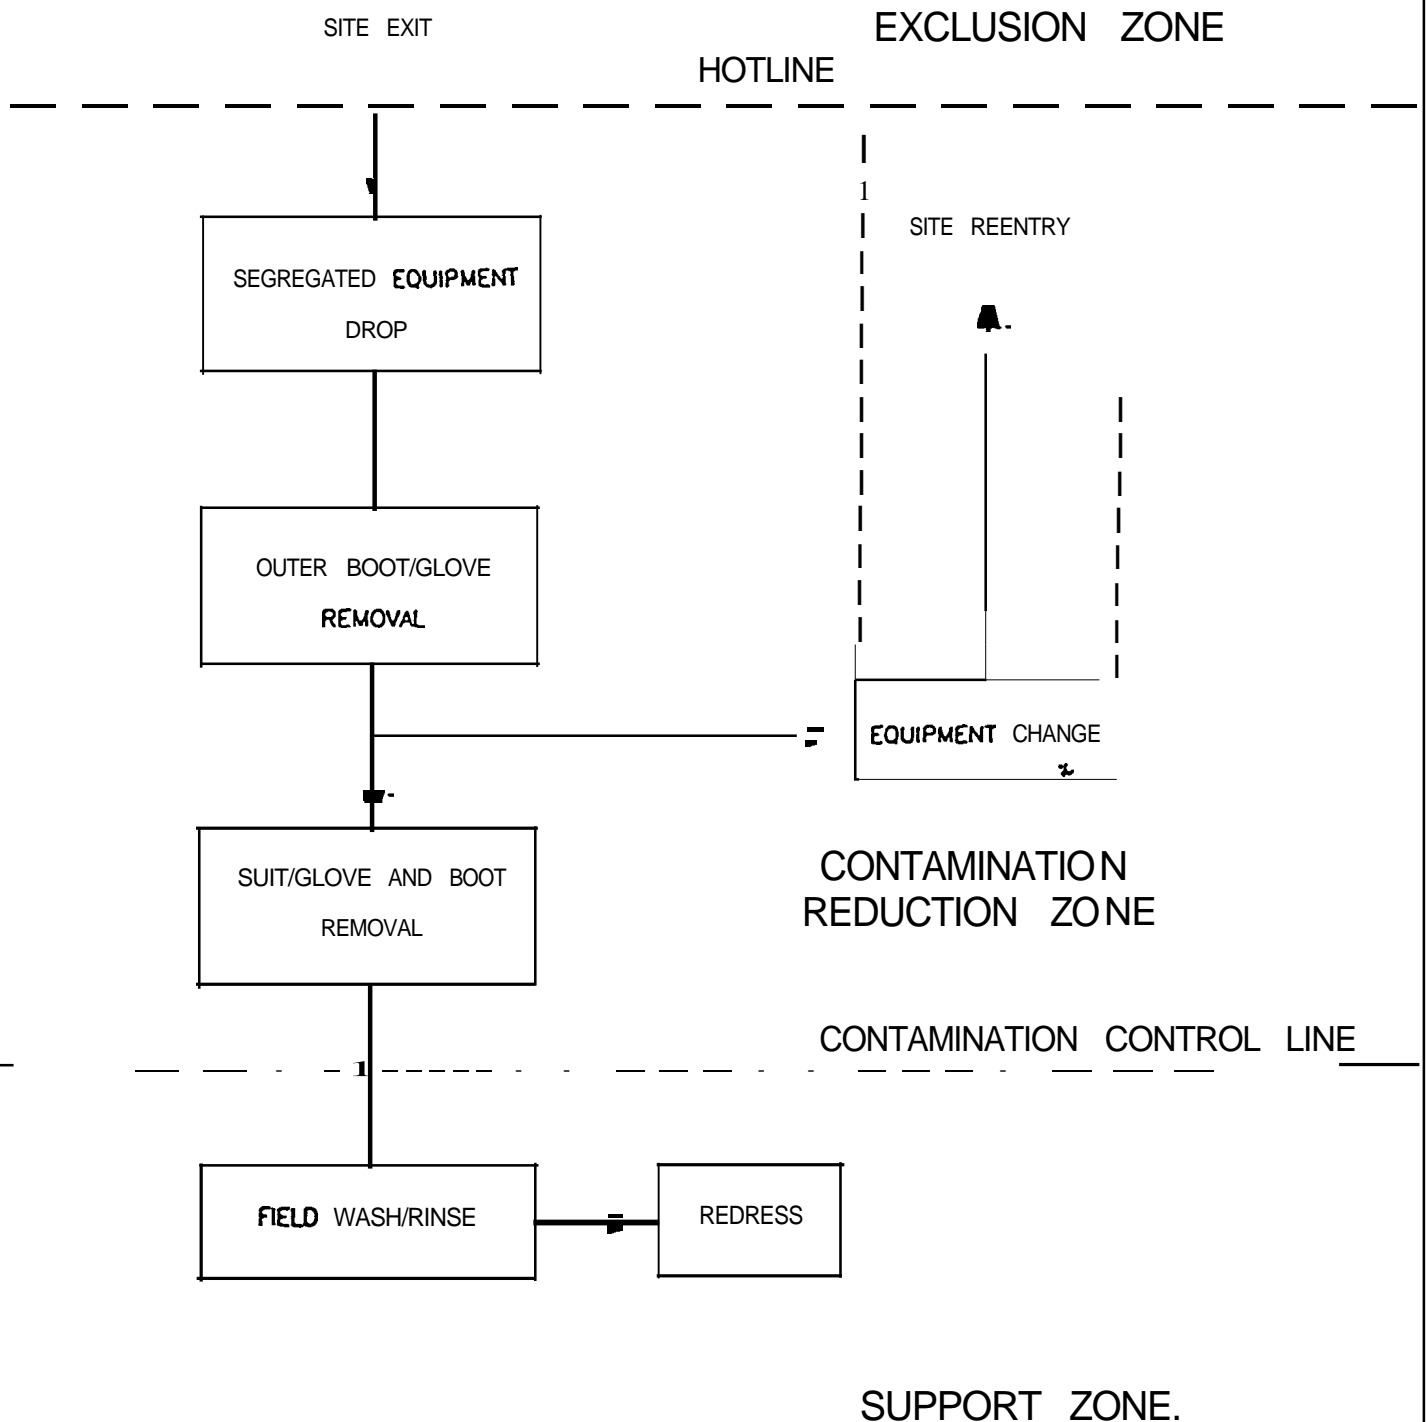 SITE EXIT
EXCLUSION ZONE
HOTLINE
SITE REENTRY
SEGREGATED EQUIPMENT
DROP
OUTER BOOT/GLOVE
REMOVAL
EQUIPMENT CHANGE
SUIT/GLOVE AND BOOT
REMOVAL
CONTAMINATION
REDUCTION ZONE
CONTAMINATION CONTROL LINE
FIELD WASH/RINSE
REDRESS
SUPPORT ZONE.